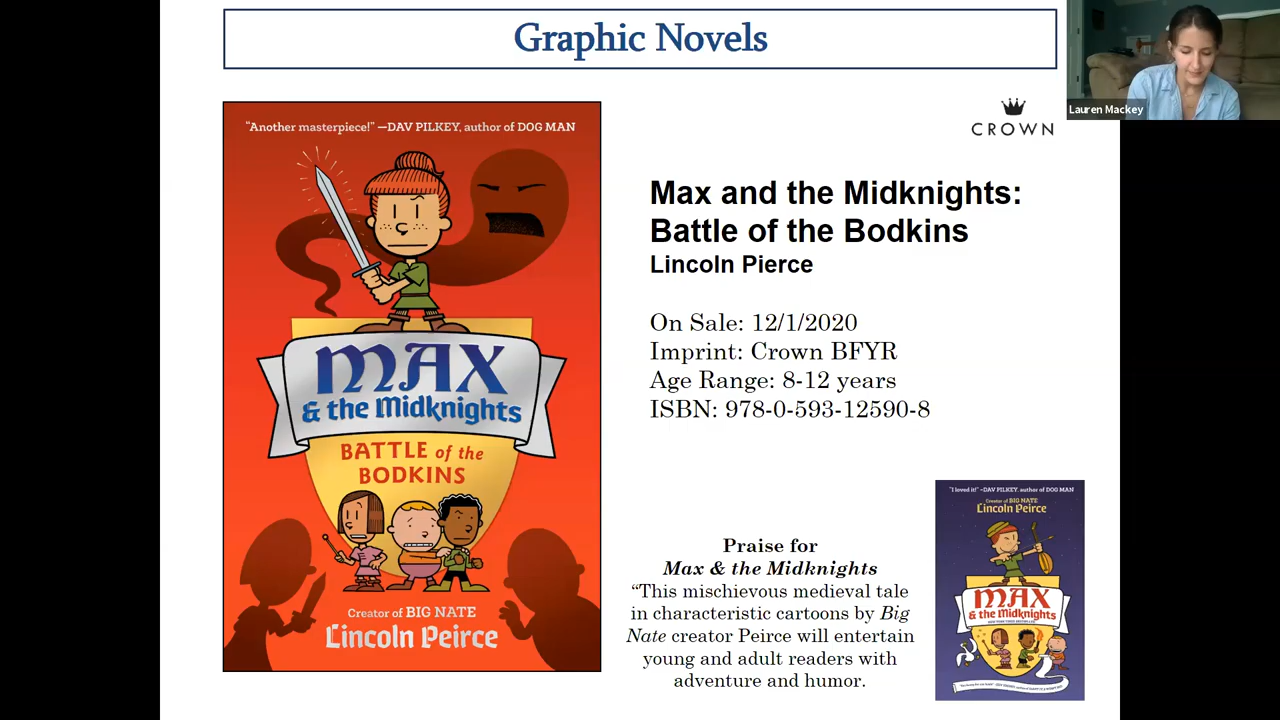 Graphic Novels
Lauren Mackey
"Another masterpiece!" —DAV PILKEY, author of DOG MAN
MAX
& the Midknights
BATTLE of the
BODKINS
Creator of BIG NATE
Lincoln Peirce
CROWN
Max and the Midknights:
Battle of the Bodkins
Lincoln Pierce
On Sale: 12/1/2020
Imprint: Crown BFYR
Age Range: 8-12 years
ISBN: 978-0-593-12590-8
Praise for
Max & the Midknights
“This mischievous medieval tale
in characteristic cartoons by Big
Nate creator Peirce will entertain
young and adult readers with
adventure and humor.
"I loved it!" —DAV PILKEY, author of DOG MAN
Creator of BIG NATE
Lincoln Peirce
MAX
& the Midknights